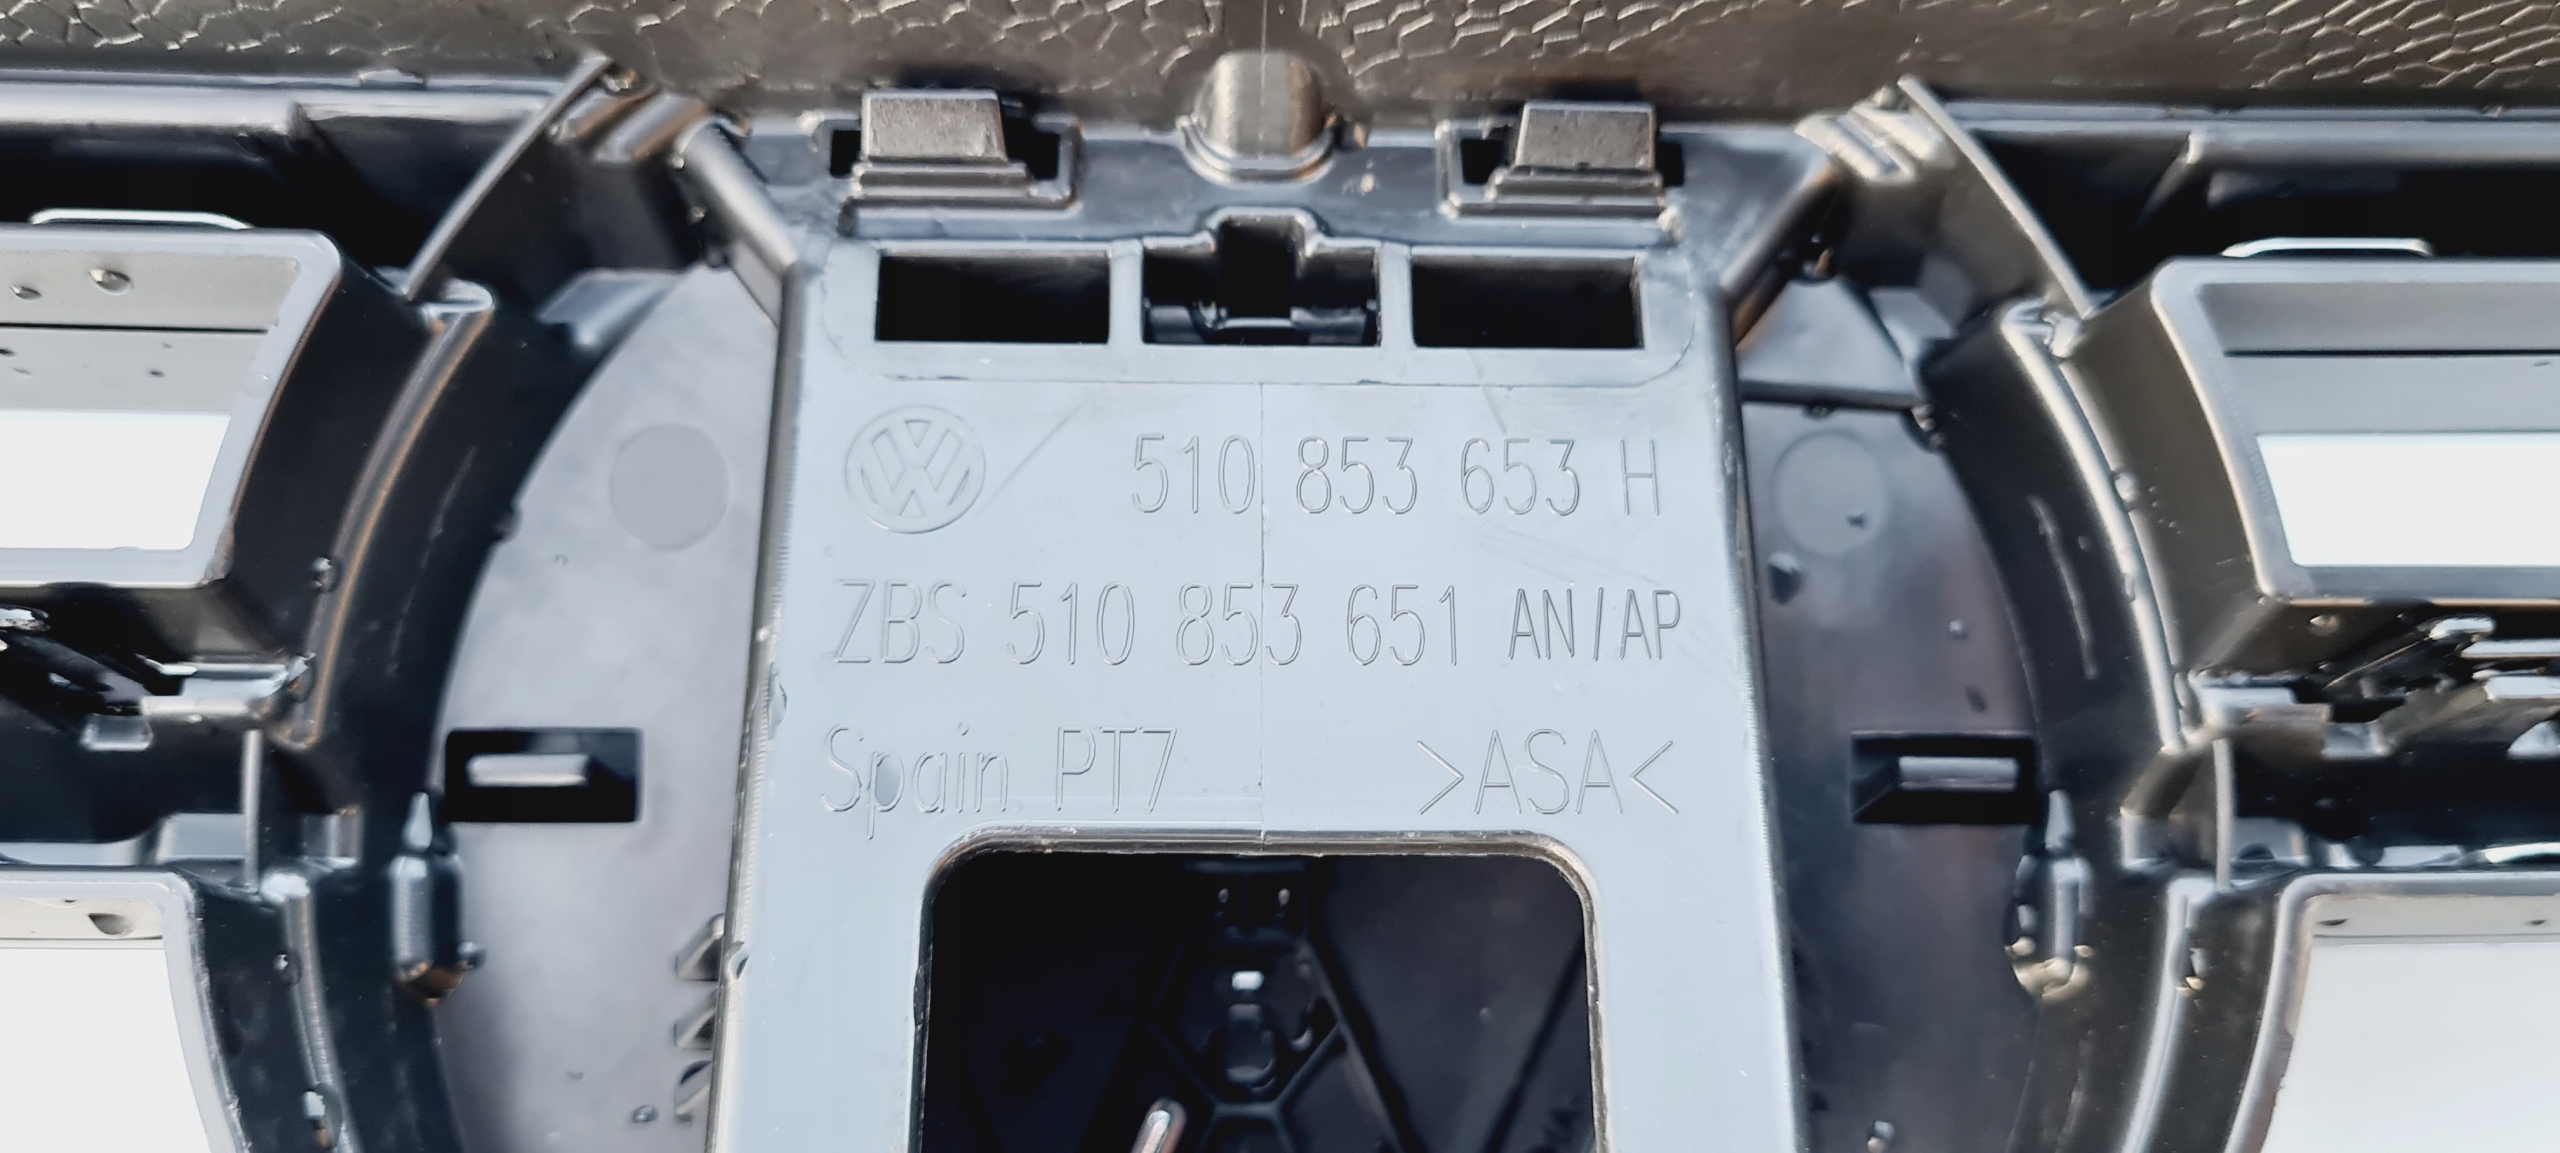 510 853 653 H
ZBS 510 853 651 AN/AP
Spain PT7 >ASA<